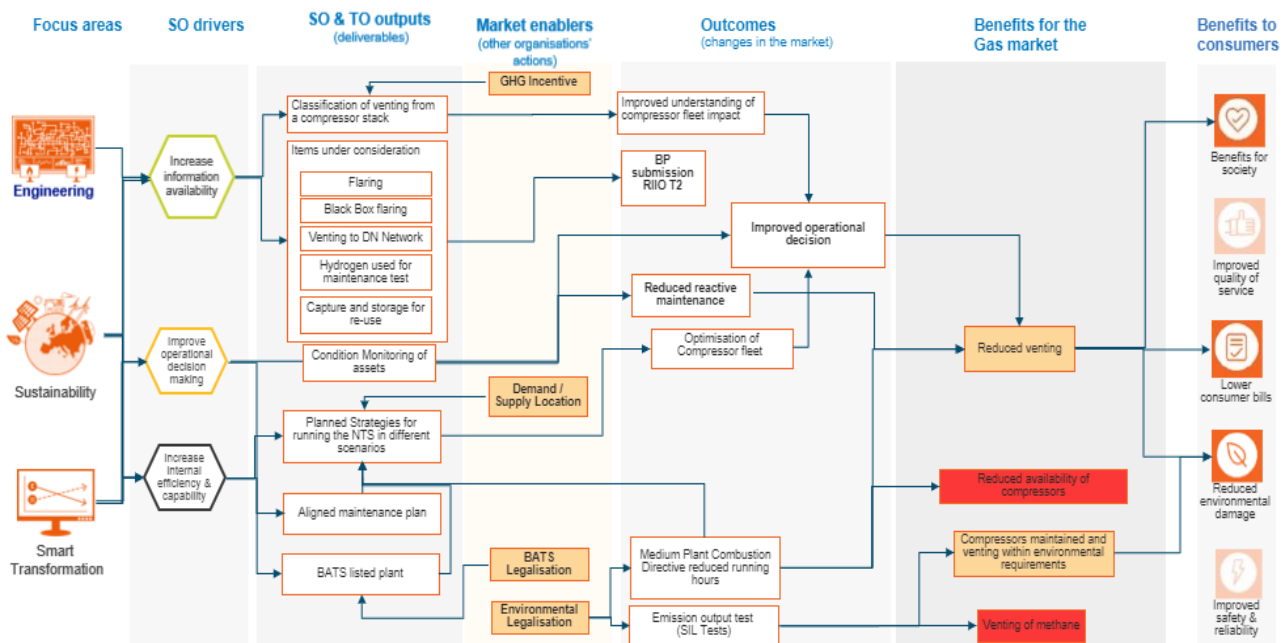 Focus areas
SO drivers
SO & TO outputs
(deliverables)
Market enablers
(other organisations'
actions)
Outcomes
(changes in the market)
Benefits for the
Gas market
Benefits to
consumers
Engineering
Sustainability
Smart
Transformation
Increase
information
availability
Improve
operational
decision
making
Increase
Internal
efficiency &
capability
Classification of venting from
a compressor stack
Items under consideration
Flaring
Black Box flaring
Venting to DN Network
Hydrogen used for
maintenance test
Capture and storage for
re-use
Condition Monitoring of
assets
Planned Strategies for
running the NTS in different
scenarios
Aligned maintenance plan
BATS listed plant
GHG Incentive
Demand /
Supply Location
BATS
Legalisation
Environmental
Legalisation
Improved understanding of
compressor fleet impact
BP
submission
RIIO T2
Improved operational
decision
Reduced reactive
maintenance
Optimisation of
Compressor fleet
Medium Plant Combustion
Directive reduced running
hours
Emission output test
(SIL Tests)
Reduced venting
Reduced availability of
compressors
Compressors maintained and
venting within environmental
requirements
Venting of methane
Benefits for
society
Improved
quality of
service
Lower
consumer bills
Reduced
environmental
damage
Improved
safety &
reliability